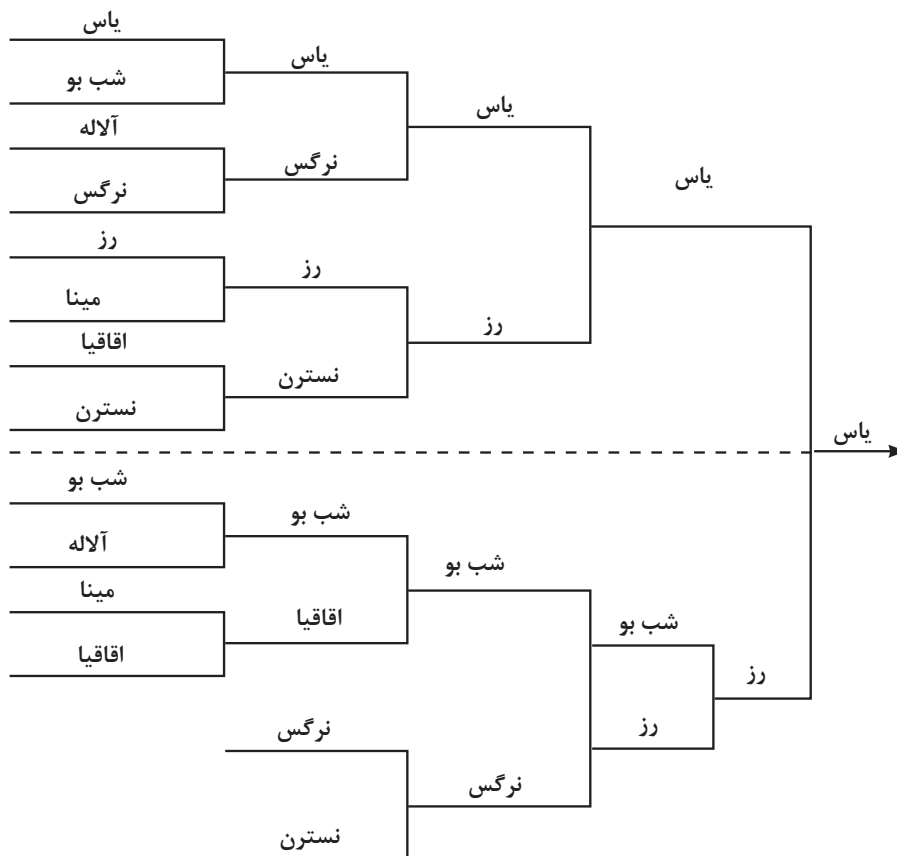 یاس
شب بو
آلاله
نرگس
رز
مینا
اقاقیا
نسترن
یاس
نرگس
رز
نسترن
یاس
رز
یاس
یاس
شب بو
آلاله
مینا
اقاقیا
شب بو
اقاقیا
نرگس
نسترن
شب بو
نرگس
شب بو
رز
رز